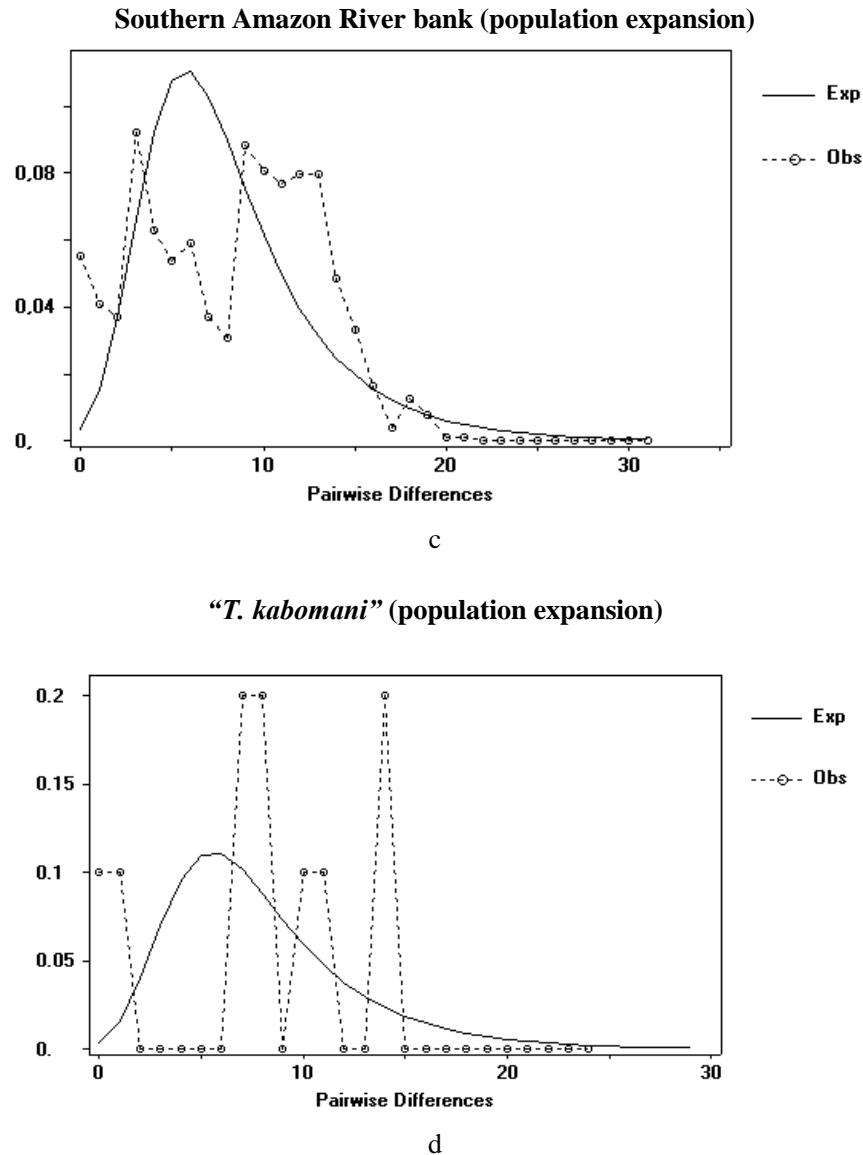 Southern Amazon River bank (population expansion)
Exp
Obs
0,08
0,04
0,
0 10 20 30
Pairwise Differences
c
“T. kabomani” (population expansion)
Exp
Obs
0.2
0.15
0.1
0.05
0.
0 10 20 30
Pairwise Differences
d